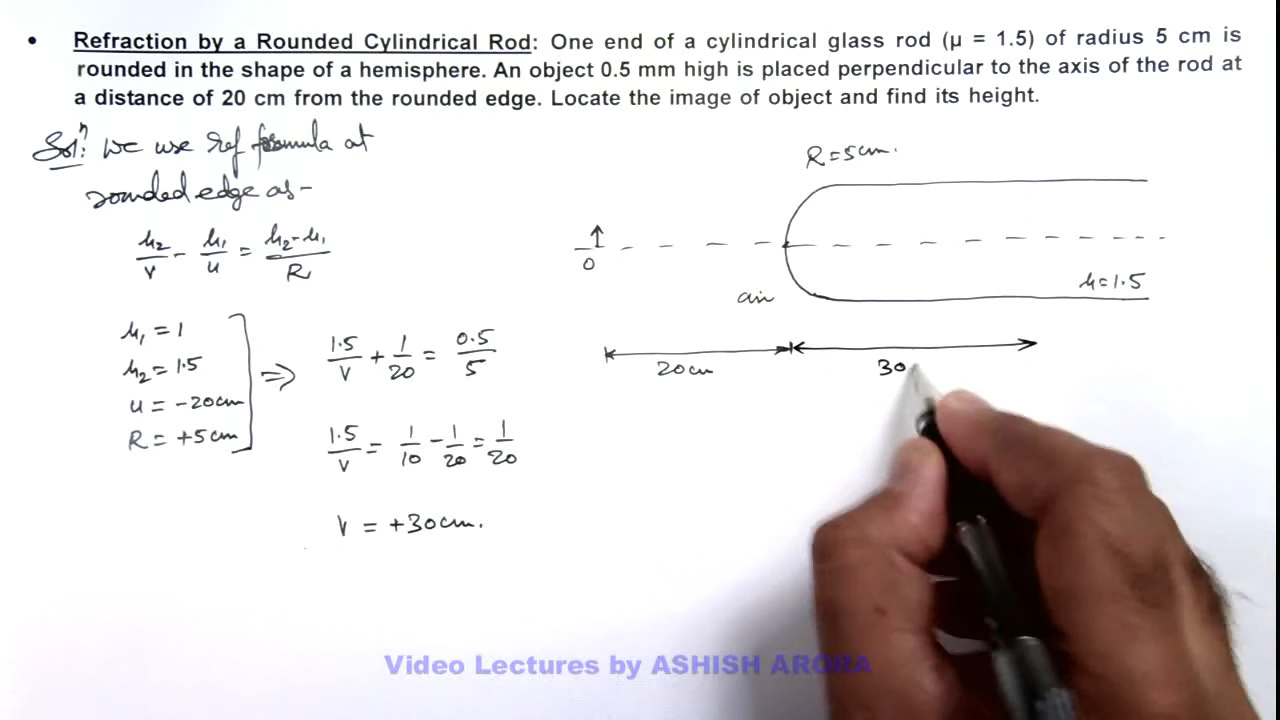 • Refraction by a Rounded Cylindrical Rod: One end of a cylindrical glass rod (μ = 1.5) of radius 5 cm is
rounded in the shape of a hemisphere. An object 0.5 mm high is placed perpendicular to the axis of the rod at
a distance of 20 cm from the rounded edge. Locate the image of object and find its height.
Solⁿ: We use ref formula at
rounded edge as –
μ₂/v - μ₁/u = (μ₂-μ₁)/R
μ₁ = 1
μ₂ = 1.5
u = -20cm
R = +5cm
⇒ 1.5/v + 1/20 = 0.5/5
1.5/v = 1/10 - 1/20 = 1/20
v = +30cm.
R=5cm.
O
air
μ=1.5
20cm
30
Video Lectures by ASHISH ARORA